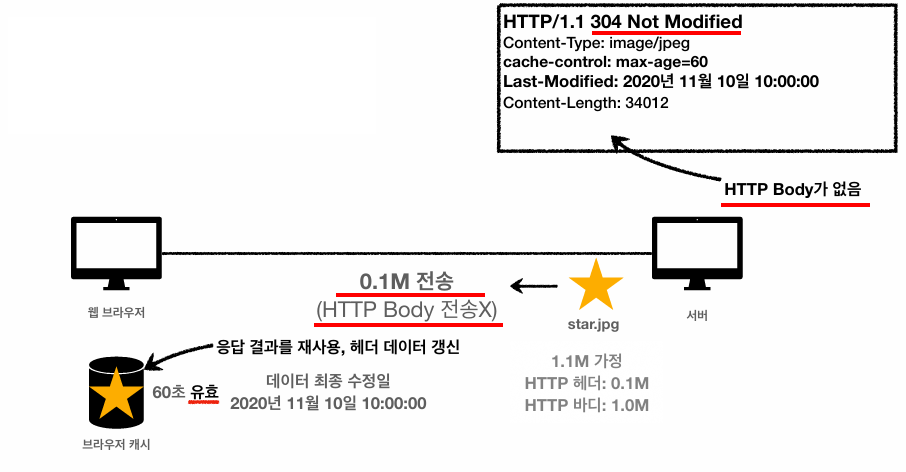 HTTP/1.1 304 Not Modified
Content-Type: image/jpeg
cache-control: max-age=60
Last-Modified: 2020년 11월 10일 10:00:00
Content-Length: 34012
HTTP Body가 없음
0.1M 전송
(HTTP Body 전송X)
웹 브라우저
star.jpg
서버
응답 결과를 재사용, 헤더 데이터 갱신
60초 유효
데이터 최종 수정일
2020년 11월 10일 10:00:00
1.1M 가정
HTTP 헤더: 0.1M
HTTP 바디: 1.0M
브라우저 캐시